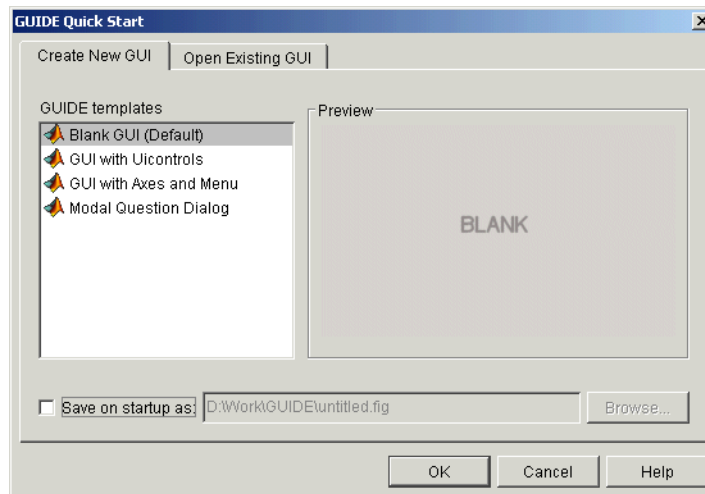 GUIDE Quick Start
Create New GUI
Open Existing GUI
GUIDE templates
Blank GUI (Default)
GUI with Uicontrols
GUI with Axes and Menu
Modal Question Dialog
Preview
BLANK
Save on startup as:
D:\Work\GUIDE\untitled.fig
Browse...
OK
Cancel
Help